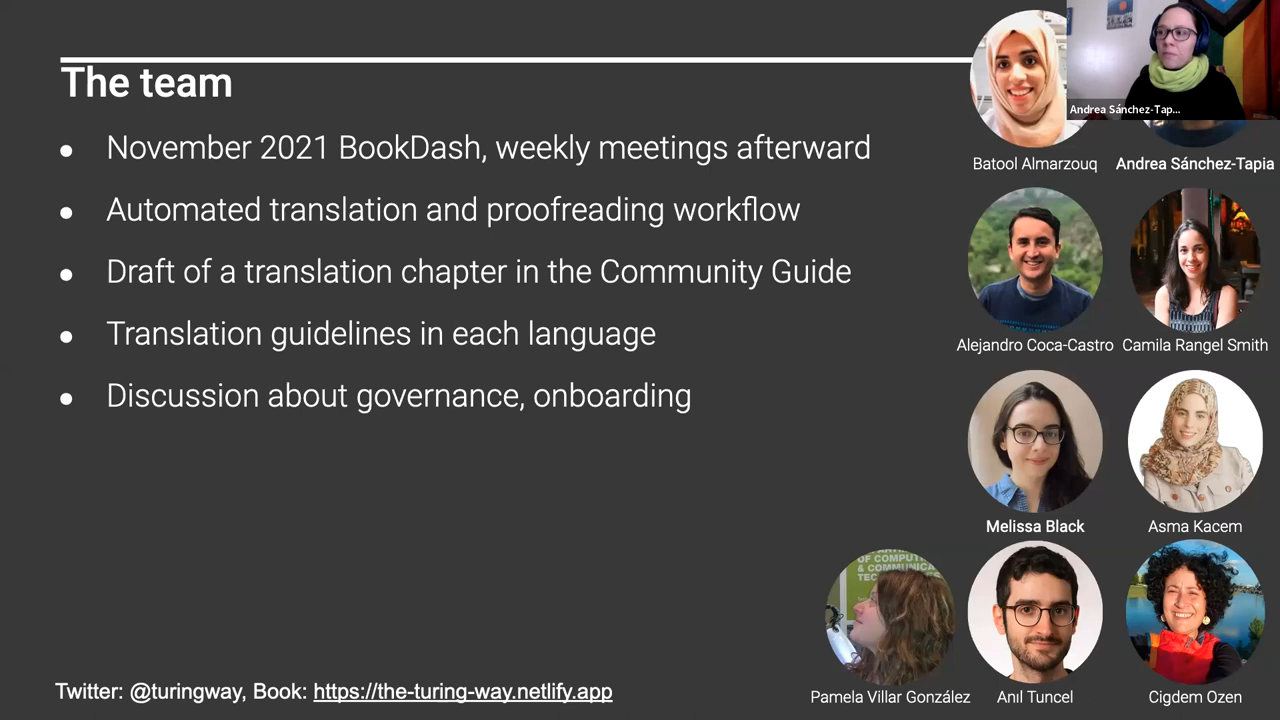 The team
November 2021 BookDash, weekly meetings afterward
Automated translation and proofreading workflow
Draft of a translation chapter in the Community Guide
Translation guidelines in each language
Discussion about governance, onboarding
Andrea Sánchez-Tap...
Batool Almarzouq
Andrea Sánchez-Tapia
Alejandro Coca-Castro
Camila Rangel Smith
Melissa Black
Asma Kacem
OF COMPUT
& COMMUNICA
Pamela Villar González
Anıl Tuncel
Cigdem Ozen
Twitter: @turingway, Book: https://the-turing-way.netlify.app